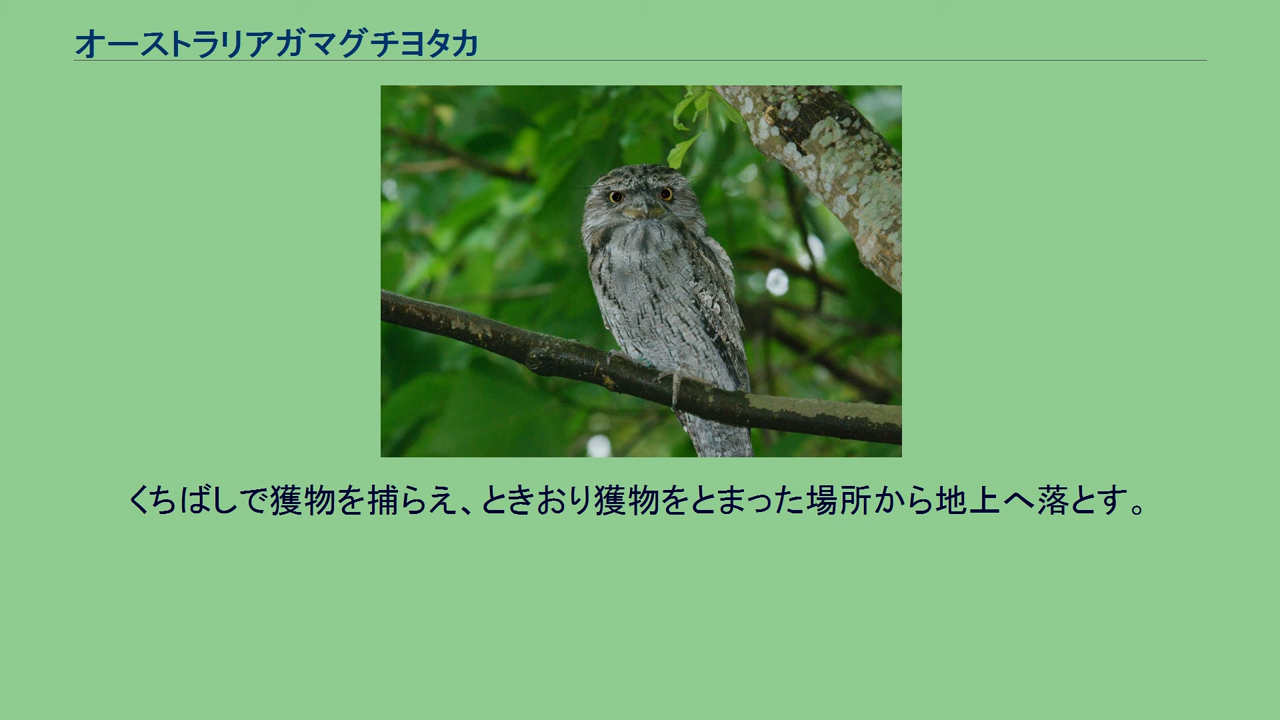 オーストラリアガマグチヨタカ
くちばしで獲物を捕らえ、ときおり獲物をとまった場所から地上へ落とす。